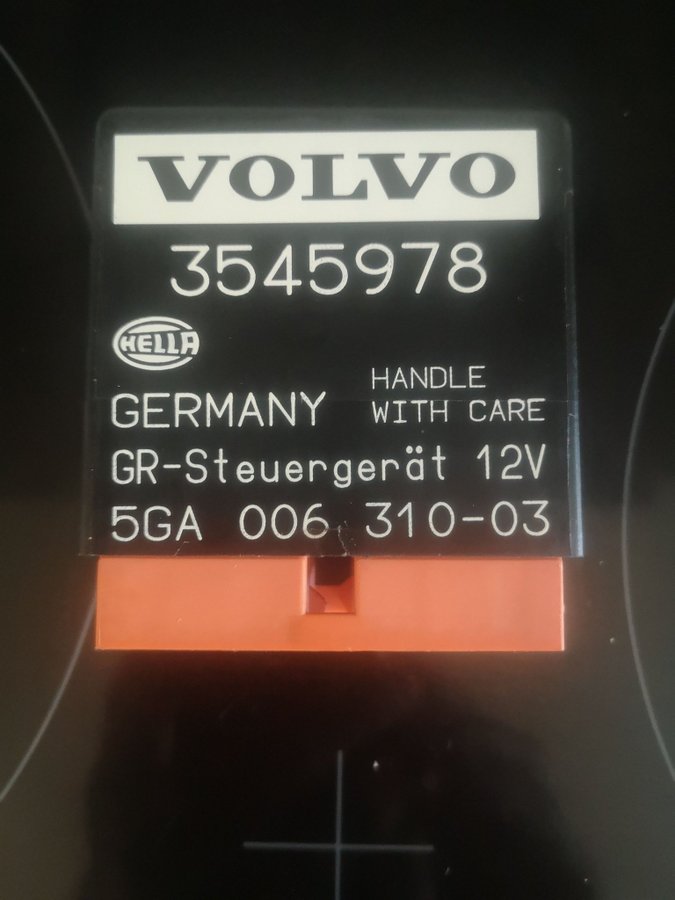 VOLVO
3545978
HELLA
HANDLE
GERMANY WITH CARE
GR-Steuergerät 12V
5GA 006 310-03